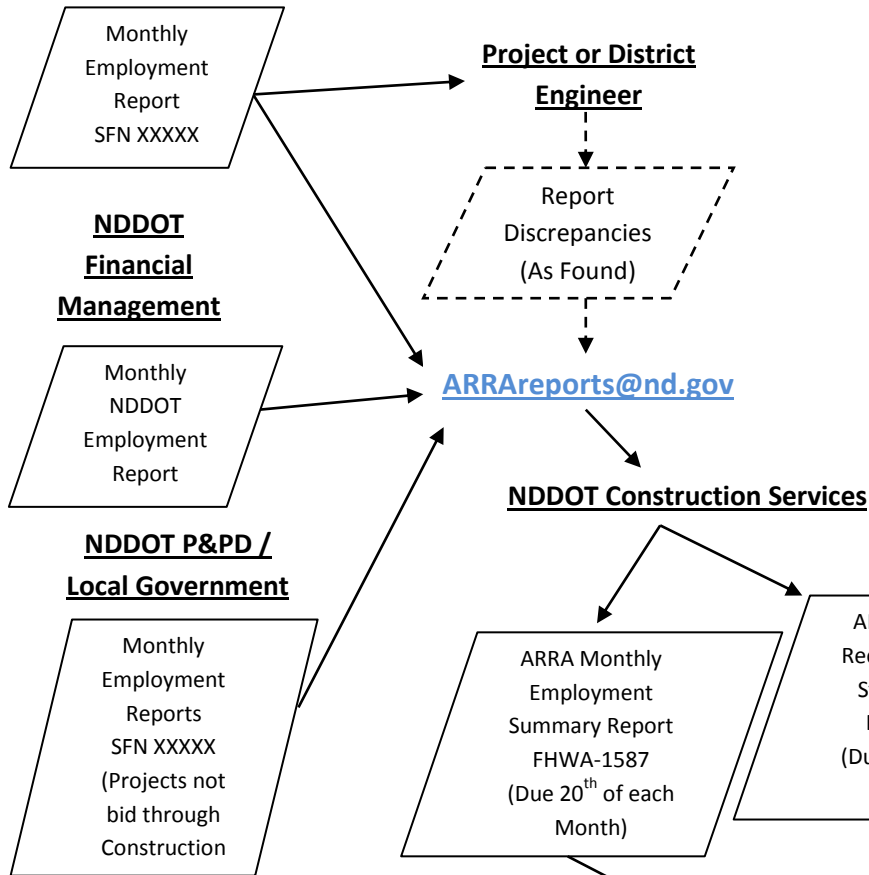 Monthly
Employment
Report
SFN XXXXX
Project or District
Engineer
Report
Discrepancies
(As Found)
NDDOT
Financial
Management
Monthly
NDDOT
Employment
Report
ARRAreports@nd.gov
NDDOT Construction Services
NDDOT P&PD /
Local Government
Monthly
Employment
Reports
SFN XXXXX
(Projects not
bid through
Construction
ARRA Monthly
Employment
Summary Report
FHWA-1587
(Due 20th of each
Month)